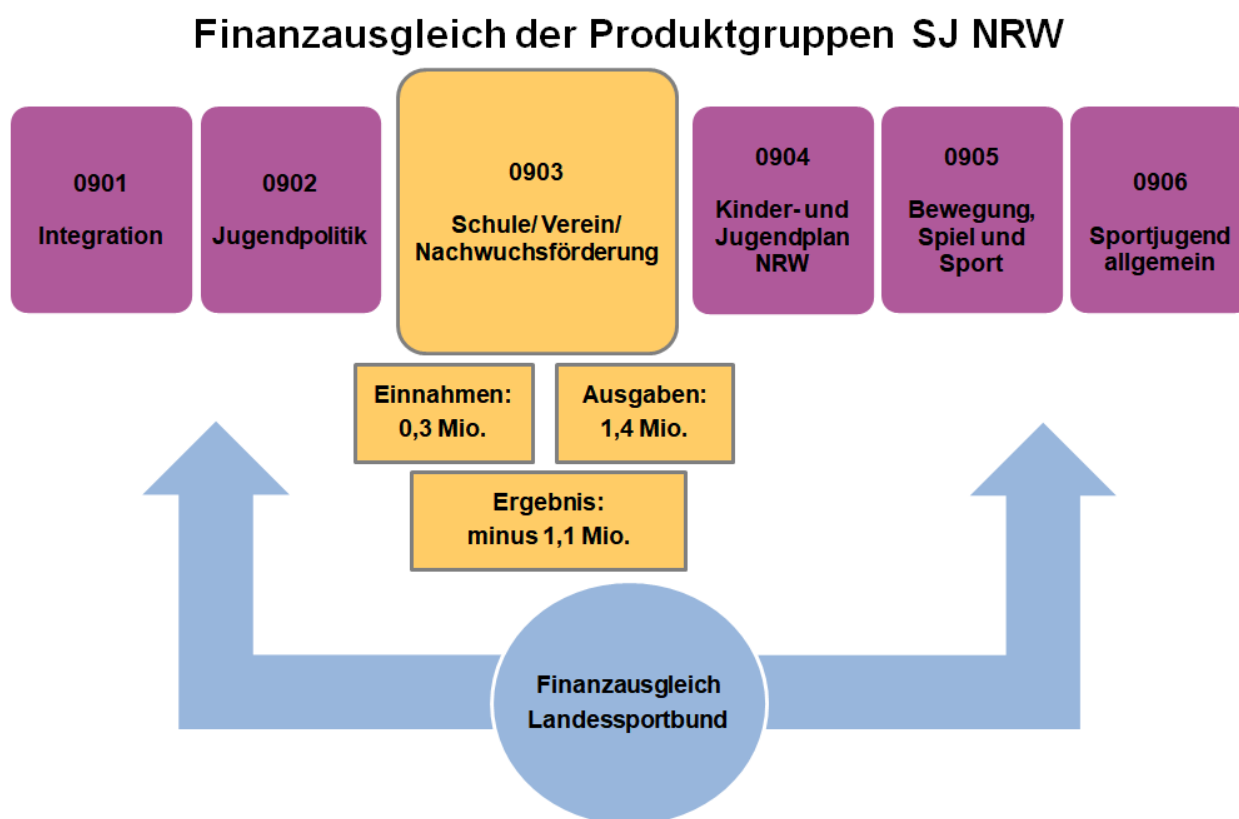 Finanzausgleich der Produktgruppen SJ NRW
0901
Integration
0902
Jugendpolitik
0903
Schule/ Verein/
Nachwuchsförderung
0904
Kinder- und
Jugendplan
NRW
0905
Bewegung,
Spiel und
Sport
0906
Sportjugend
allgemein
Einnahmen:
0,3 Mio.
Ausgaben:
1,4 Mio.
Ergebnis:
minus 1,1 Mio.
Finanzausgleich
Landessportbund